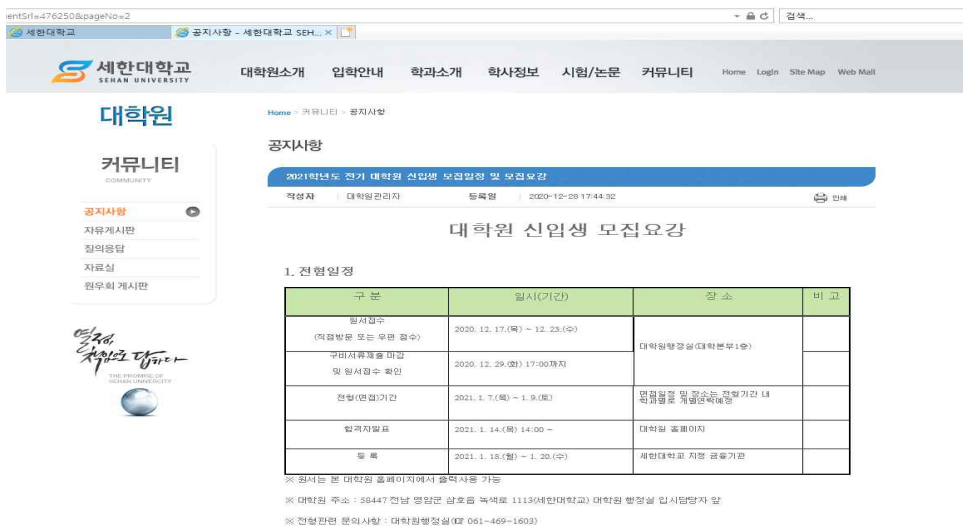 entSrl=476250&pageNo=2
검색...
세한대학교
공지사항 - 세한대학교 SEH...
세한대학교
SEHAN UNIVERSITY
대학원소개 입학안내 학과소개 학사정보 시험/논문 커뮤니티 Home Login Site Map Web Mail
대학원
커뮤니티
COMMUNITY
공지사항
자유게시판
질의응답
자료실
원우회 게시판
열정,
책임으로 답하다
THE PROMISE OF
SEHAN UNIVERSITY
Home > 커뮤니티 > 공지사항
공지사항
2021학년도 전기 대학원 신입생 모집일정 및 모집요강
작성자 대학원관리자 등록일 2020-12-28 17:44:32 인쇄
대학원 신입생 모집요강
1. 전형일정
구 분 일시(기간) 장 소 비 고
원서접수
(직접방문 또는 우편 접수)
2020. 12. 17.(목) ~ 12. 23.(수)
대학원행정실(대학본부1층)
구비서류제출 마감
및 원서접수 확인
2020. 12. 29.(화) 17:00까지
전형(면접)기간
2021. 1. 7.(목) ~ 1. 9.(토)
면접일정 및 장소는 전형기간 내
학과별로 개별연락예정
합격자발표 2021. 1. 14.(목) 14:00 ~ 대학원 홈페이지
등 록 2021. 1. 18.(월) ~ 1. 20.(수) 세한대학교 지정 금융기관
※ 원서는 본 대학원 홈페이지에서 출력사용 가능
※ 대학원 주소 : 58447 전남 영암군 삼호읍 녹색로 1113(세한대학교) 대학원 행정실 입시담당자 앞
※ 전형관련 문의사항 : 대학원행정실(☎ 061-469-1603)